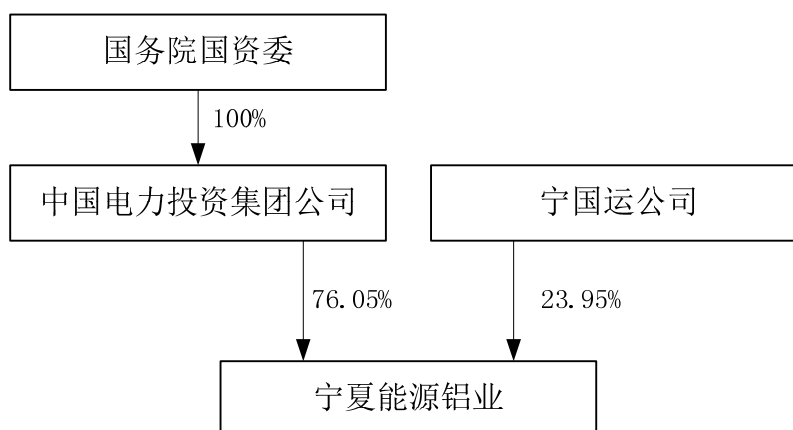 国务院国资委
100%
中国电力投资集团公司
宁国运公司
76.05%
23.95%
宁夏能源铝业